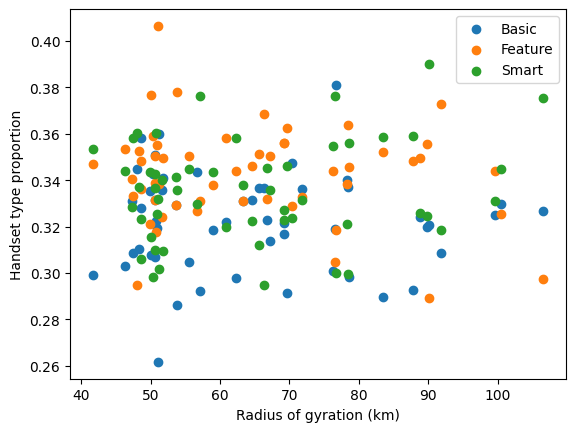 Basic
Feature
Smart
0.40
0.38
0.36
0.34
0.32
0.30
0.28
0.26
Handset type proportion
40 50 60 70 80 90 100
Radius of gyration (km)